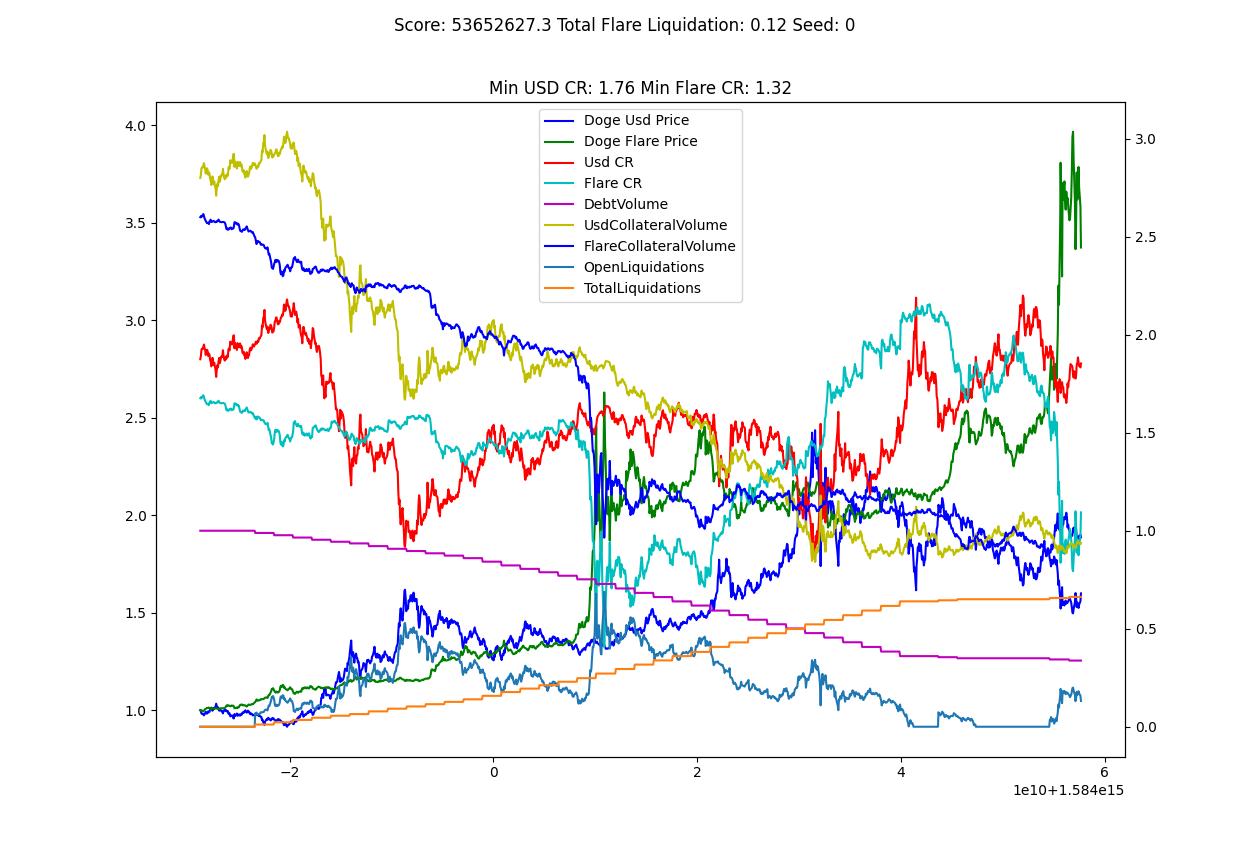 Score: 53652627.3 Total Flare Liquidation: 0.12 Seed: 0
Min USD CR: 1.76 Min Flare CR: 1.32
Doge Usd Price
Doge Flare Price
Usd CR
Flare CR
DebtVolume
UsdCollateralVolume
FlareCollateralVolume
OpenLiquidations
TotalLiquidations
4.0
3.5
3.0
2.5
2.0
1.5
1.0
3.0
2.5
2.0
1.5
1.0
0.5
0.0
−2
0
2
4
6
1e10+1.584e15